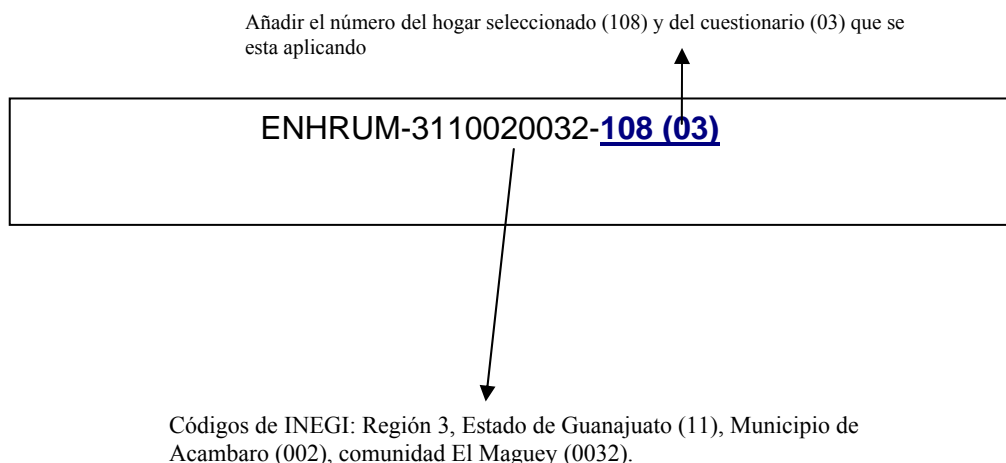 Añadir el número del hogar seleccionado (108) y del cuestionario (03) que se
esta aplicando
ENHRUM-3110020032-108 (03)
Códigos de INEGI: Región 3, Estado de Guanajuato (11), Municipio de
Acambaro (002), comunidad El Maguey (0032).